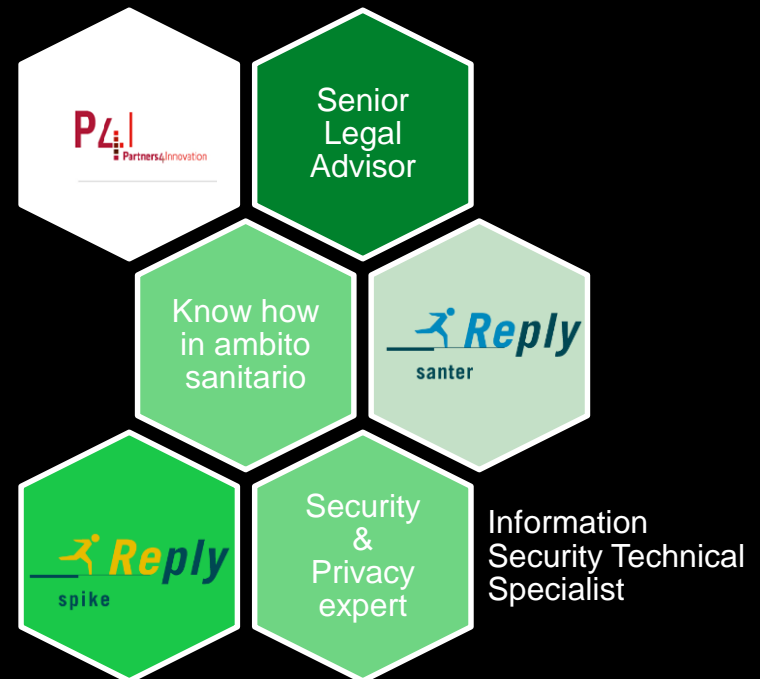 P4I
Partners4Innovation
Senior
Legal
Advisor
Know how
in ambito
sanitario
Reply
santer
Reply
spike
Security
&
Privacy
expert
Information
Security Technical
Specialist